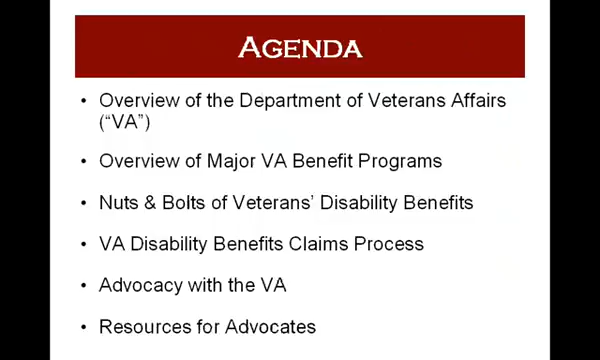 AGENDA
• Overview of the Department of Veterans Affairs
(“VA”)
• Overview of Major VA Benefit Programs
• Nuts & Bolts of Veterans’ Disability Benefits
• VA Disability Benefits Claims Process
• Advocacy with the VA
• Resources for Advocates